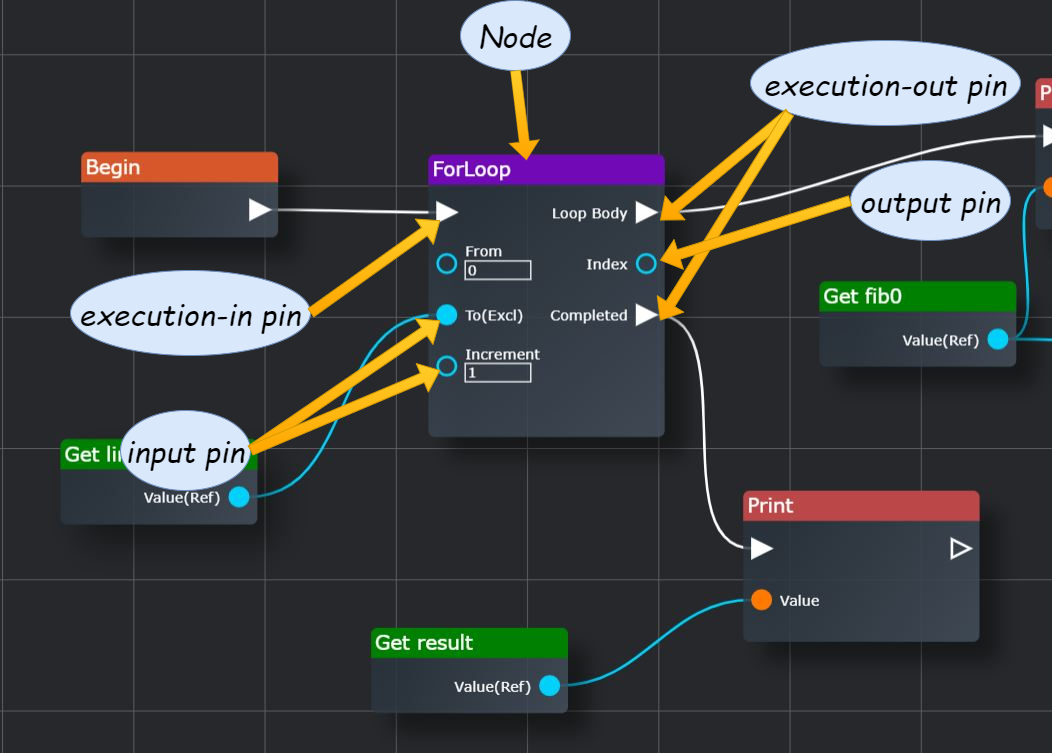 Node
execution-out pin
P
Begin
ForLoop
Loop Body
output pin
From
0
Index
Get fib0
execution-in pin
To(Excl)
Completed
Value(Ref)
Increment
1
Get
input pin
Value(Ref)
Print
Value
Get result
Value(Ref)